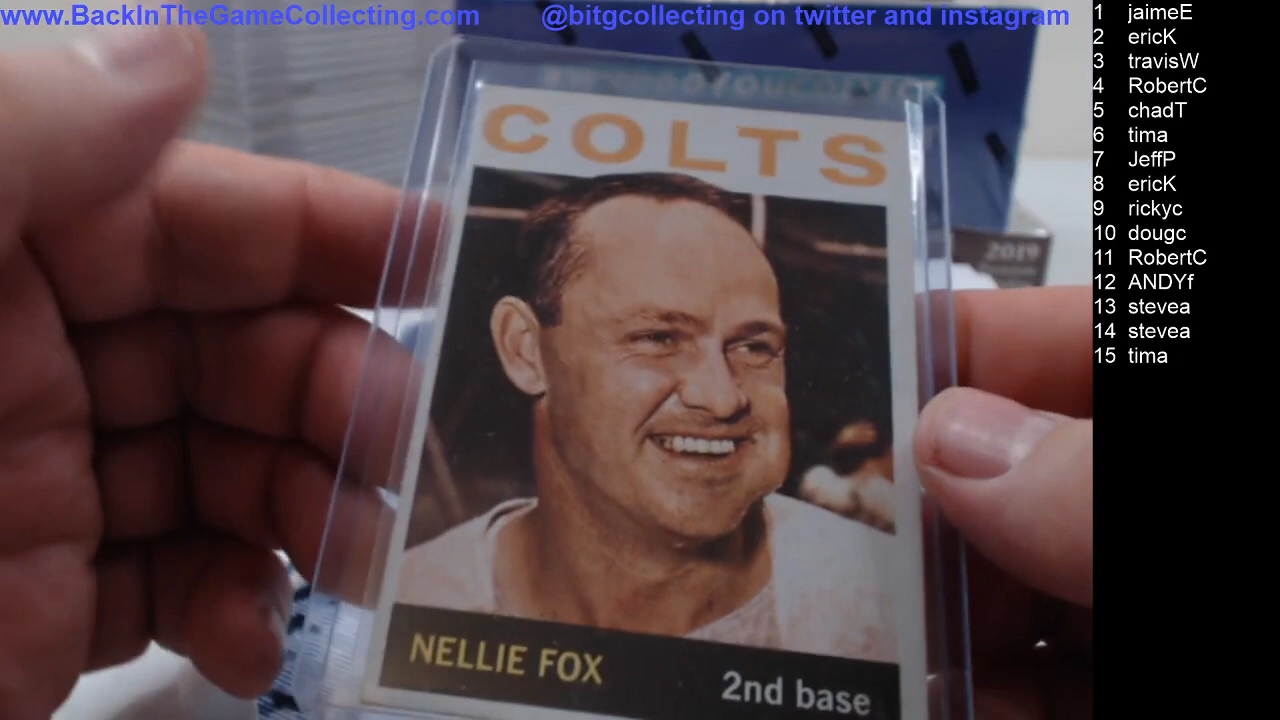 www.BackInTheGameCollecting.com @bitgcollecting on twitter and instagram
COLTS
2019
NELLIE FOX
2nd base
1 jaimeE
2 ericK
3 travisW
4 RobertC
5 chadT
6 tima
7 JeffP
8 ericK
9 rickyc
10 dougc
11 RobertC
12 ANDYf
13 stevea
14 stevea
15 tima